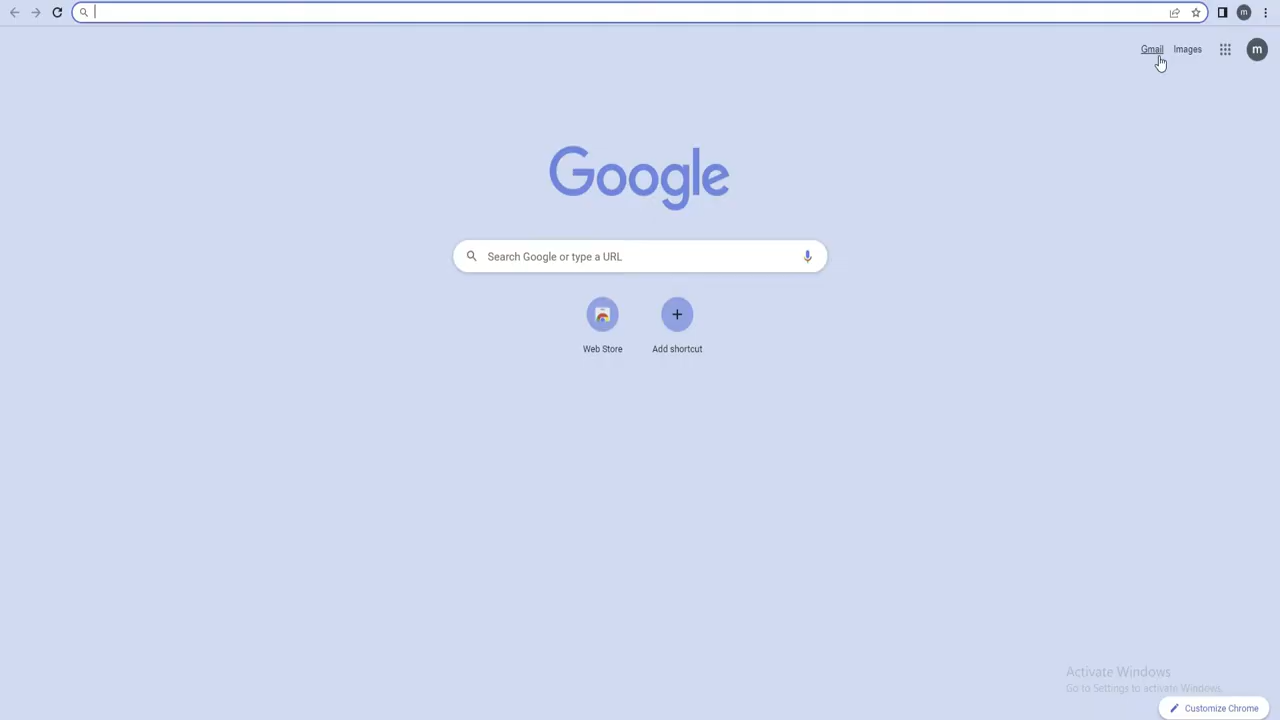 m
Gmail
Images
m
Google
Search Google or type a URL
Web Store
Add shortcut
Activate Windows
Go to Settings to activate Windows.
Customize Chrome